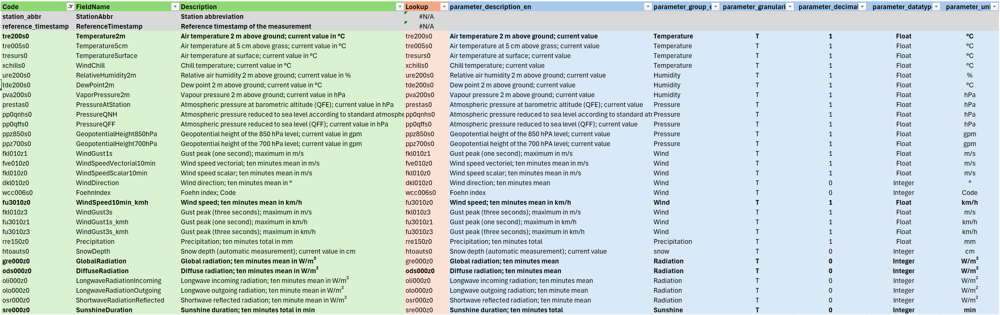 Code FieldName Description Lookup parameter_description_en parameter_group_e parameter_granulari parameter_decimal parameter_datatyp parameter_uni
station_abbr StationAbbr Station abbreviation #N/A
reference_timestamp ReferenceTimestamp Reference timestamp of the measurement #N/A
tre200s0 Temperature2m Air temperature 2 m above ground; current value in °C tre200s0 Air temperature 2 m above ground; current value Temperature T 1 Float °C
tre005s0 Temperature5cm Air temperature at 5 cm above grass; current value in °C tre005s0 Air temperature at 5 cm above grass; current value Temperature T 1 Float °C
tresurs0 TemperatureSurface Air temperature at surface; current value in °C tresurs0 Air temperature at surface; current value Temperature T 1 Float °C
xchills0 WindChill Chill temperature; current value in °C xchills0 Chill temperature; current value Temperature T 1 Float °C
ure200s0 RelativeHumidity2m Relative air humidity 2 m above ground; current value in % ure200s0 Relative air humidity 2 m above ground; current value Humidity T 1 Float %
tde200s0 DewPoint2m Dew point 2 m above ground; current value in °C tde200s0 Dew point 2 m above ground; current value Humidity T 1 Float °C
pva200s0 VaporPressure2m Vapour pressure 2 m above ground; current value in hPa pva200s0 Vapour pressure 2 m above ground; current value Humidity T 1 Float hPa
prestas0 PressureAtStation Atmospheric pressure at barometric altitude (QFE); current value in hPa prestas0 Atmospheric pressure at barometric altitude (QFE); current value Pressure T 1 Float hPa
pp0qnhs0 PressureQNH Atmospheric pressure reduced to sea level according to standard atmosphe pp0qnhs0 Atmospheric pressure reduced to sea level according to standard atr Pressure T 1 Float hPa
pp0qffs0 PressureQFF Atmospheric pressure reduced to sea level (QFF); current value in hPa pp0qffs0 Atmospheric pressure reduced to sea level (QFF); current value Pressure T 1 Float hPa
ppz850s0 GeopotentialHeight850hPa Geopotential height of the 850 hPa level; current value in gpm ppz850s0 Geopotential height of the 850 hPA level; current value Pressure T 1 Float gpm
ppz700s0 GeopotentialHeight700hPa Geopotential height of the 700 hPa level; current value in gpm ppz700s0 Geopotential height of the 700 hPA level; current value Pressure T 1 Float gpm
fkl010z1 WindGust1s Gust peak (one second); maximum in m/s fkl010z1 Gust peak (one second); maximum in m/s Wind T 1 Float m/s
fve010z0 WindSpeedVectorial10min Wind speed vectorial; ten minutes mean in m/s fve010z0 Wind speed vectoriel; ten minutes mean in m/s Wind T 1 Float m/s
fkl010z0 WindSpeedScalar10min Wind speed scalar; ten minutes mean in m/s fkl010z0 Wind speed scalar; ten minutes mean in m/s Wind T 1 Float m/s
dkl010z0 WindDirection Wind direction; ten minutes mean in ° dkl010z0 Wind direction; ten minutes mean Wind T 0 Integer °
wcc006s0 FoehnIndex Foehn index; Code wcc006s0 Foehn index Wind T 0 Integer Code
fu3010z0 WindSpeed10min_kmh Wind speed; ten minutes mean in km/h fu3010z0 Wind speed; ten minutes mean in km/h Wind T 1 Float km/h
fkl010z3 WindGust3s Gust peak (three seconds); maximum in m/s fkl010z3 Gust peak (three seconds); maximum in m/s Wind T 1 Float m/s
fu3010z1 WindGust1s_kmh Gust peak (one second); maximum in km/h fu3010z1 Gust peak (one second); maximum in km/h Wind T 1 Float km/h
fu3010z3 WindGust3s_kmh Gust peak (three seconds); maximum in km/h fu3010z3 Gust peak (three seconds); maximum in km/h Wind T 1 Float km/h
rre150z0 Precipitation Precipitation; ten minutes total in mm rre150z0 Precipitation; ten minutes total Precipitation T 1 Float mm
htoauts0 SnowDepth Snow depth (automatic measurement); current value in cm htoauts0 Snow depth (automatic measurement); current value snow T 0 Integer cm
gre000z0 GlobalRadiation Global radiation; ten minutes mean in W/m² gre000z0 Global radiation; ten minutes mean Radiation T 0 Integer W/m²
ods000z0 DiffuseRadiation Diffuse radiation; ten minutes mean in W/m² ods000z0 Diffuse radiation; ten minutes mean Radiation T 0 Integer W/m²
oli000z0 LongwaveRadiationIncoming Longwave incoming radiation; ten minutes mean in W/m² oli000z0 Longwave incoming radiation; ten minutes mean Radiation T 0 Integer W/m²
olo000z0 LongwaveRadiationOutgoing Longwave outgoing radiation; ten minute mean in W/m² olo000z0 Longwave outgoing radiation; ten minute mean Radiation T 0 Integer W/m²
osr000z0 ShortwaveRadiationReflected Shortwave reflected radiation; ten minute mean in W/m² osr000z0 Shortwave reflected radiation; ten minute mean Radiation T 0 Integer W/m²
sre000z0 SunshineDuration Sunshine duration; ten minutes total in min sre000z0 Sunshine duration; ten minutes total Sunshine T 0 Integer min